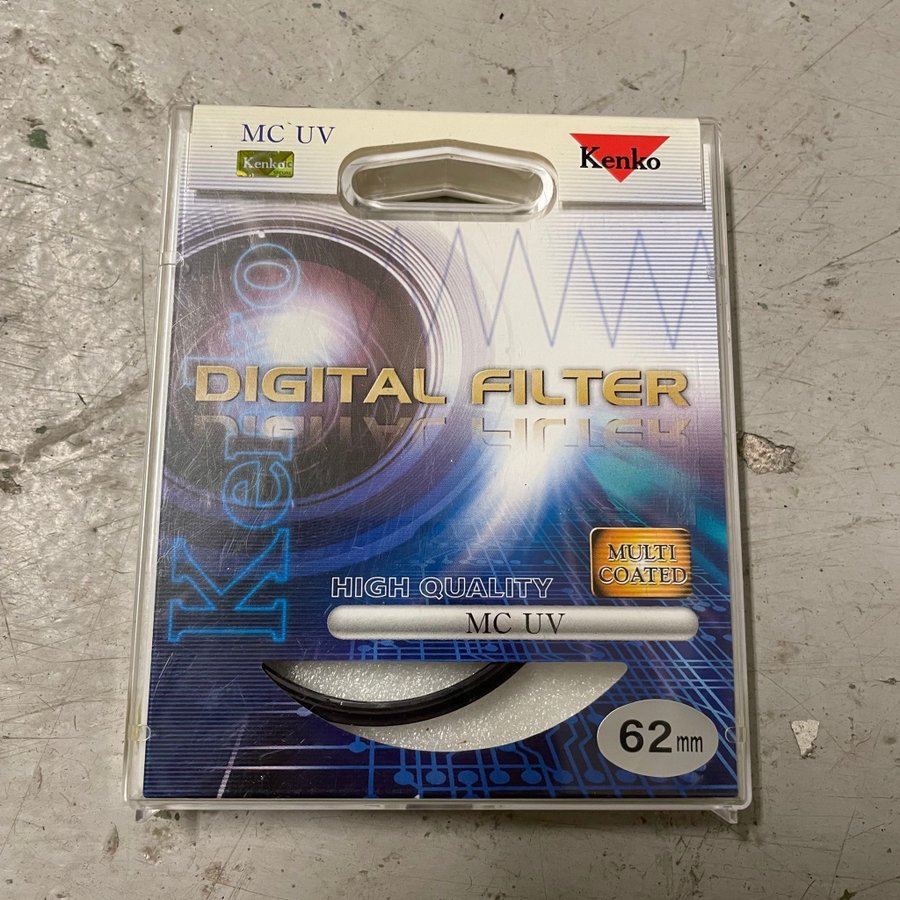 MC UV
Kenko
Kenko
Kenko
DIGITAL FILTER
MULTI
COATED
HIGH QUALITY
MC UV
62mm